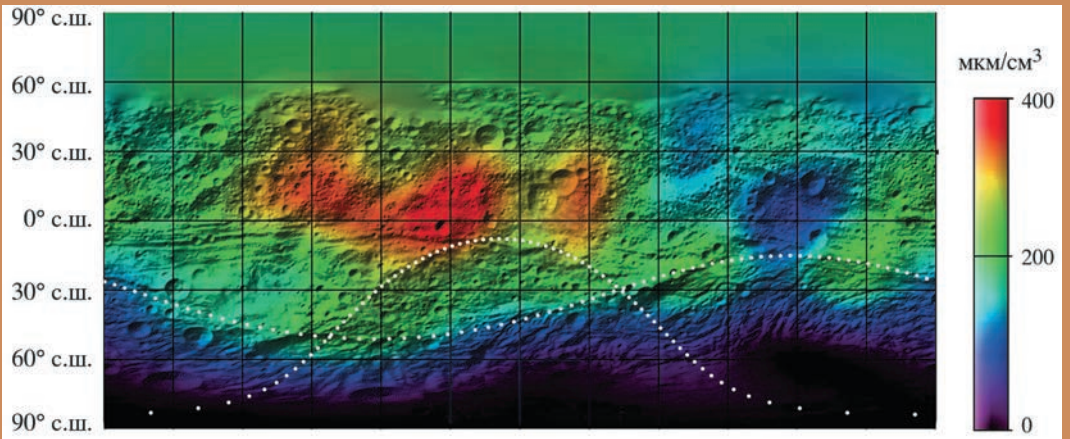 90° с.ш.
60° с.ш.
30° с.ш.
0° с.ш.
30° с.ш.
60° с.ш.
90° с.ш.
мкм/см³
400
200
0